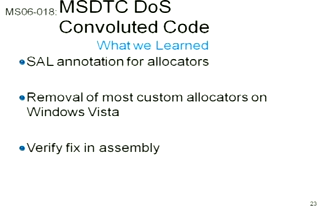 MS06-018: MSDTC DoS
Convoluted Code
What we Learned
•SAL annotation for allocators
•Removal of most custom allocators on
Windows Vista
•Verify fix in assembly
23